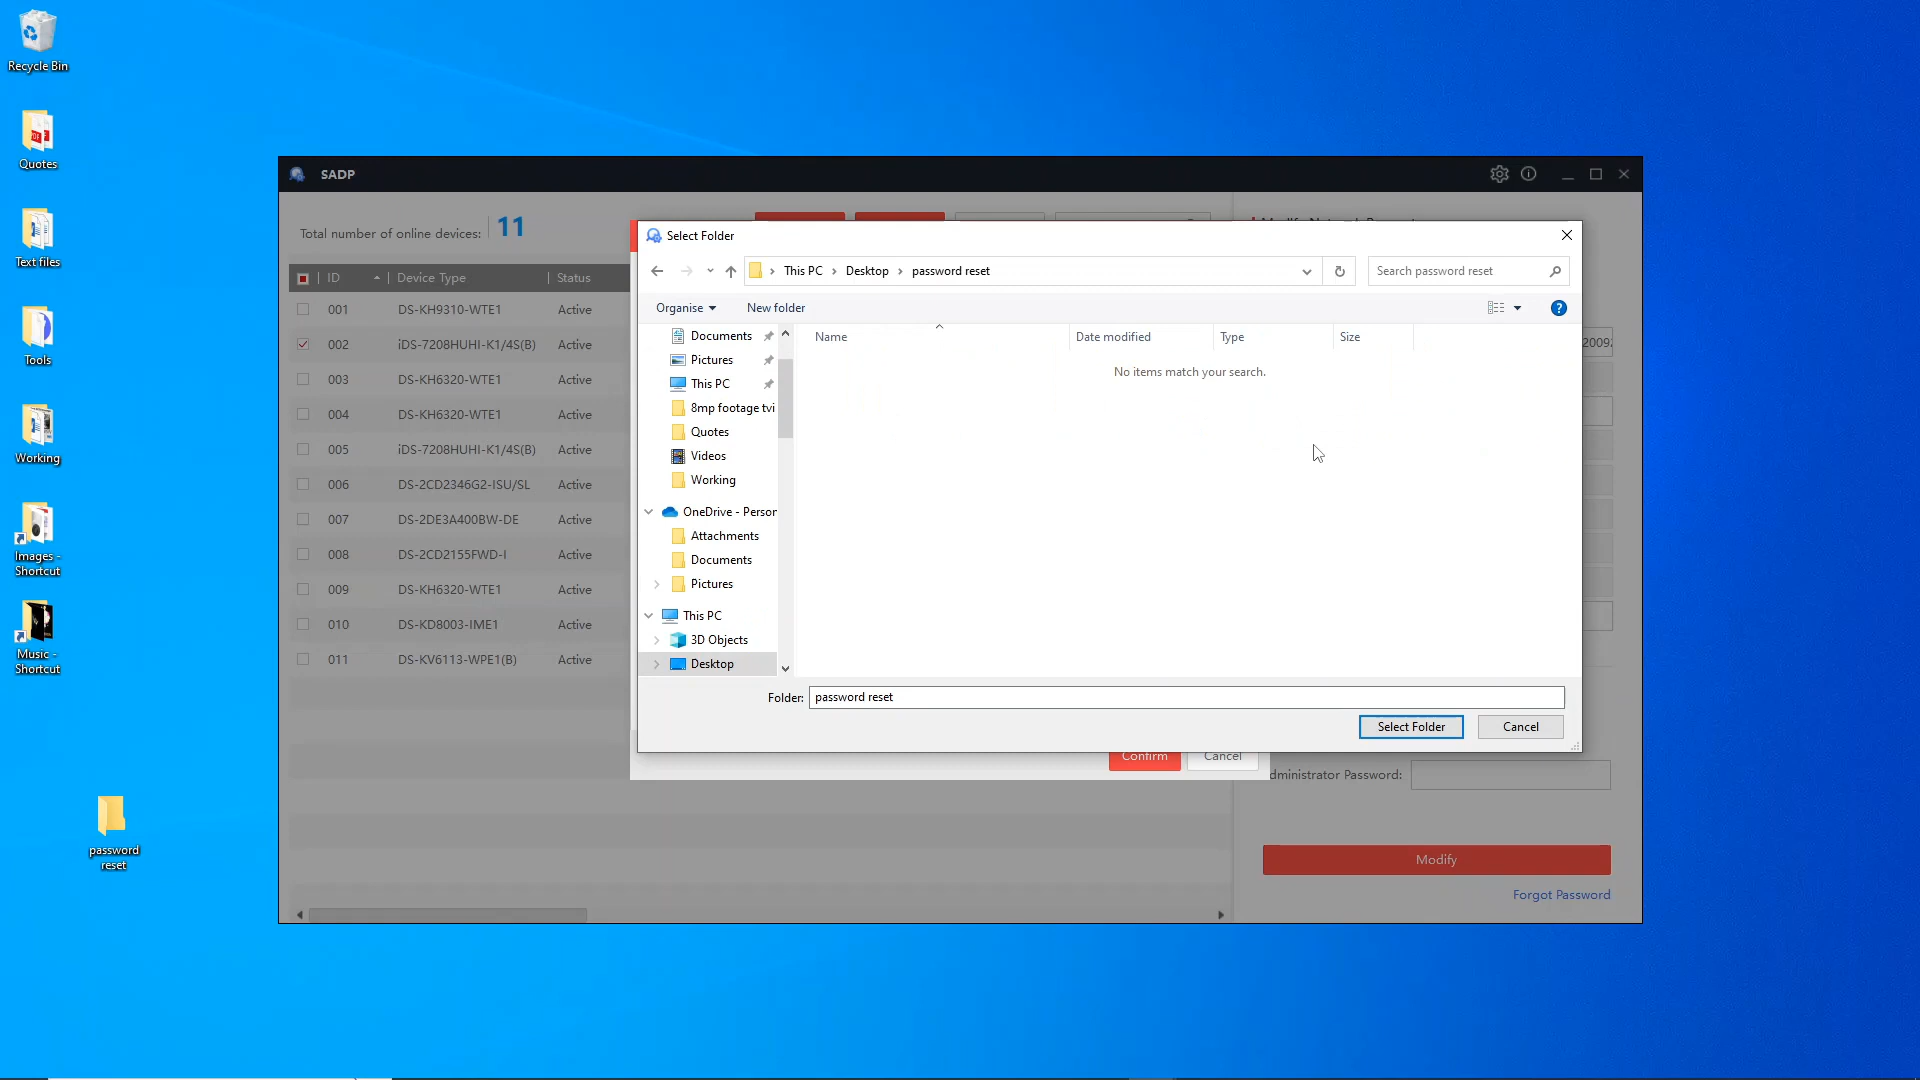 Recycle Bin
Quotes
Text files
Tools
Working
Images -
Shortcut
Music -
Shortcut
password
reset
SADP
Total number of online devices: 11
ID Device Type Status
001 DS-KH9310-WTE1 Active
002 iDS-7208HUHI-K1/4S(B) Active
003 DS-KH6320-WTE1 Active
004 DS-KH6320-WTE1 Active
005 iDS-7208HUHI-K1/4S(B) Active
006 DS-2CD2346G2-ISU/SL Active
007 DS-2DE3A400BW-DE Active
008 DS-2CD2155FWD-I Active
009 DS-KH6320-WTE1 Active
010 DS-KD8003-IME1 Active
011 DS-KV6113-WPE1(B) Active
Select Folder
This PC > Desktop > password reset
Search password reset
Organise New folder
Name Date modified Type Size
No items match your search.
Documents
Pictures
This PC
8mp footage tvi
Quotes
Videos
Working
OneDrive - Person
Attachments
Documents
Pictures
This PC
3D Objects
Desktop
Folder: password reset
Select Folder Cancel
Confirm Cancel
dministrator Password:
Modify
Forgot Password